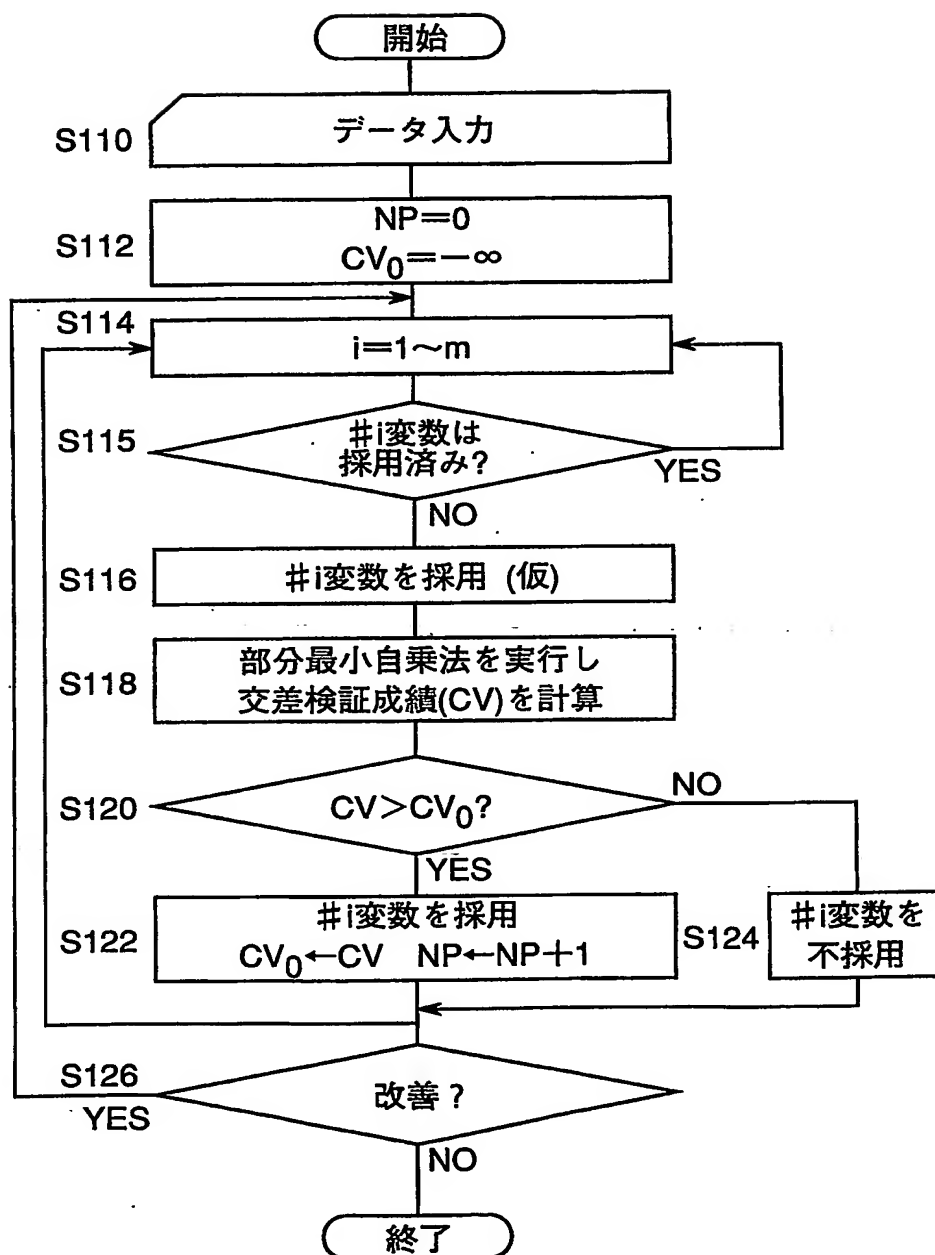 開始
S110
データ入力
S112
NP=0
CV0=-∞
S114
i=1~m
S115
#i変数は
採用済み?
YES
NO
S116
#i変数を採用 (仮)
S118
部分最小自乗法を実行し
交差検証成績(CV)を計算
S120
CV>CV0?
NO
YES
S122
#i変数を採用
CV0←CV NP←NP+1
S124
#i変数を
不採用
S126
改善?
YES
NO
終了